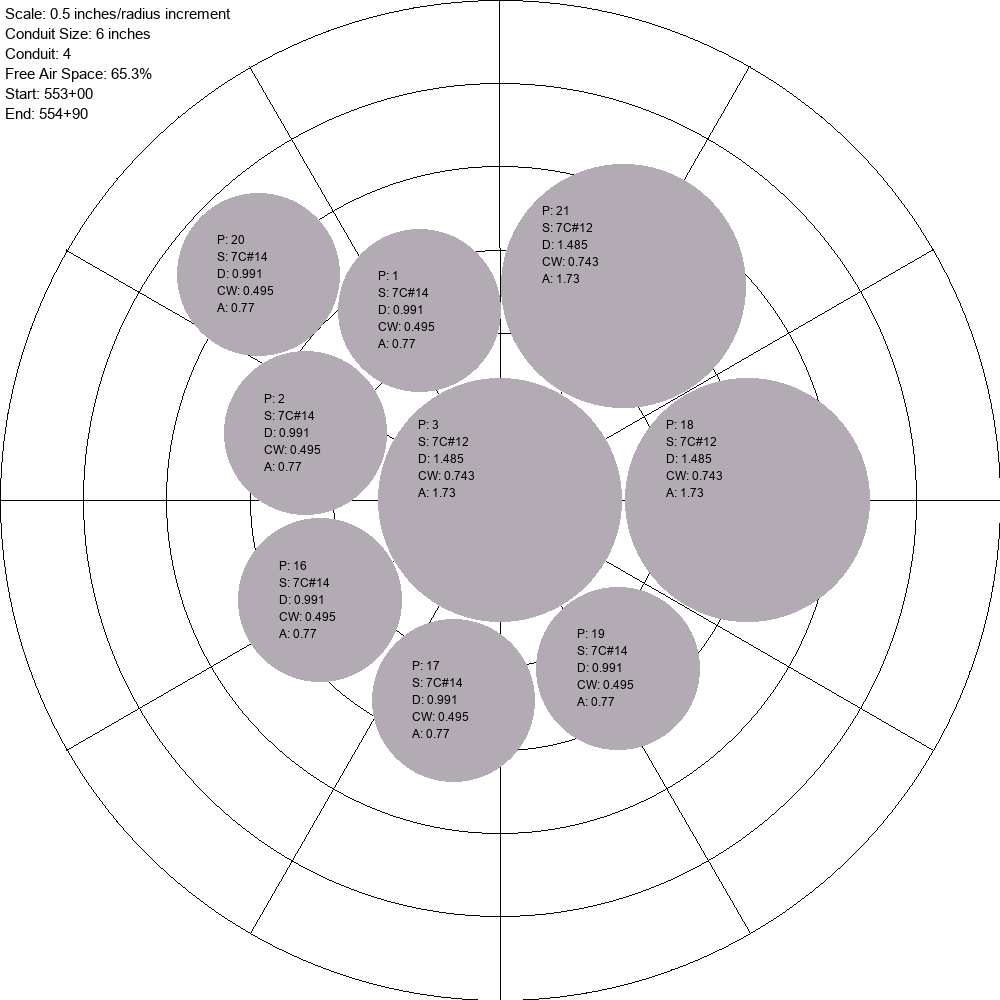 Scale: 0.5 inches/radius increment
Conduit Size: 6 inches
Conduit: 4
Free Air Space: 65.3%
Start: 553+00
End: 554+90
P: 21
S: 7C#12
D: 1.485
CW: 0.743
A: 1.73
P: 20
S: 7C#14
D: 0.991
CW: 0.495
A: 0.77
P: 1
S: 7C#14
D: 0.991
CW: 0.495
A: 0.77
P: 2
S: 7C#14
D: 0.991
CW: 0.495
A: 0.77
P: 3
S: 7C#12
D: 1.485
CW: 0.743
A: 1.73
P: 18
S: 7C#12
D: 1.485
CW: 0.743
A: 1.73
P: 16
S: 7C#14
D: 0.991
CW: 0.495
A: 0.77
P: 17
S: 7C#14
D: 0.991
CW: 0.495
A: 0.77
P: 19
S: 7C#14
D: 0.991
CW: 0.495
A: 0.77